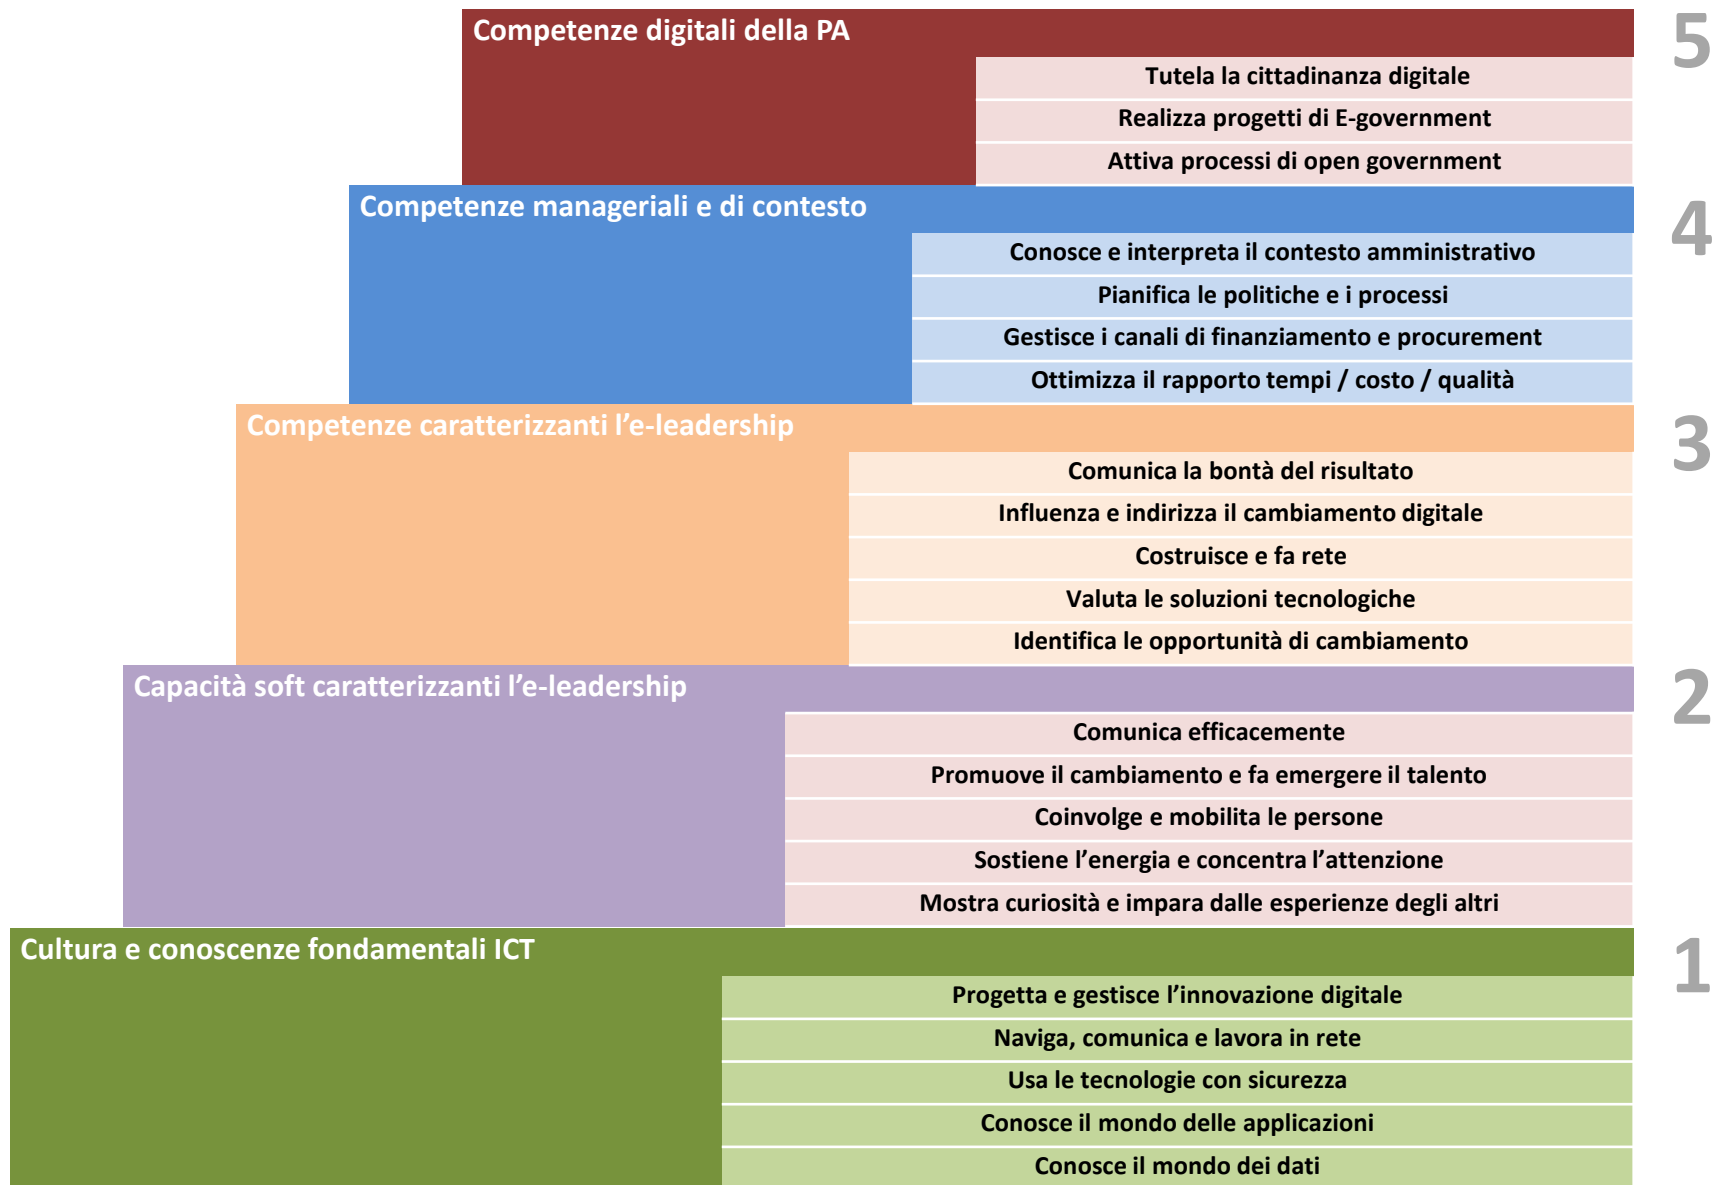 Competenze digitali della PA
5
Tutela la cittadinanza digitale
Realizza progetti di E-government
Attiva processi di open government
Competenze manageriali e di contesto
4
Conosce e interpreta il contesto amministrativo
Pianifica le politiche e i processi
Gestisce i canali di finanziamento e procurement
Ottimizza il rapporto tempi / costo / qualità
Competenze caratterizzanti l’e-leadership
3
Comunica la bontà del risultato
Influenza e indirizza il cambiamento digitale
Costruisce e fa rete
Valuta le soluzioni tecnologiche
Identifica le opportunità di cambiamento
Capacità soft caratterizzanti l’e-leadership
2
Comunica efficacemente
Promuove il cambiamento e fa emergere il talento
Coinvolge e mobilita le persone
Sostiene l’energia e concentra l’attenzione
Mostra curiosità e impara dalle esperienze degli altri
Cultura e conoscenze fondamentali ICT
1
Progetta e gestisce l’innovazione digitale
Naviga, comunica e lavora in rete
Usa le tecnologie con sicurezza
Conosce il mondo delle applicazioni
Conosce il mondo dei dati